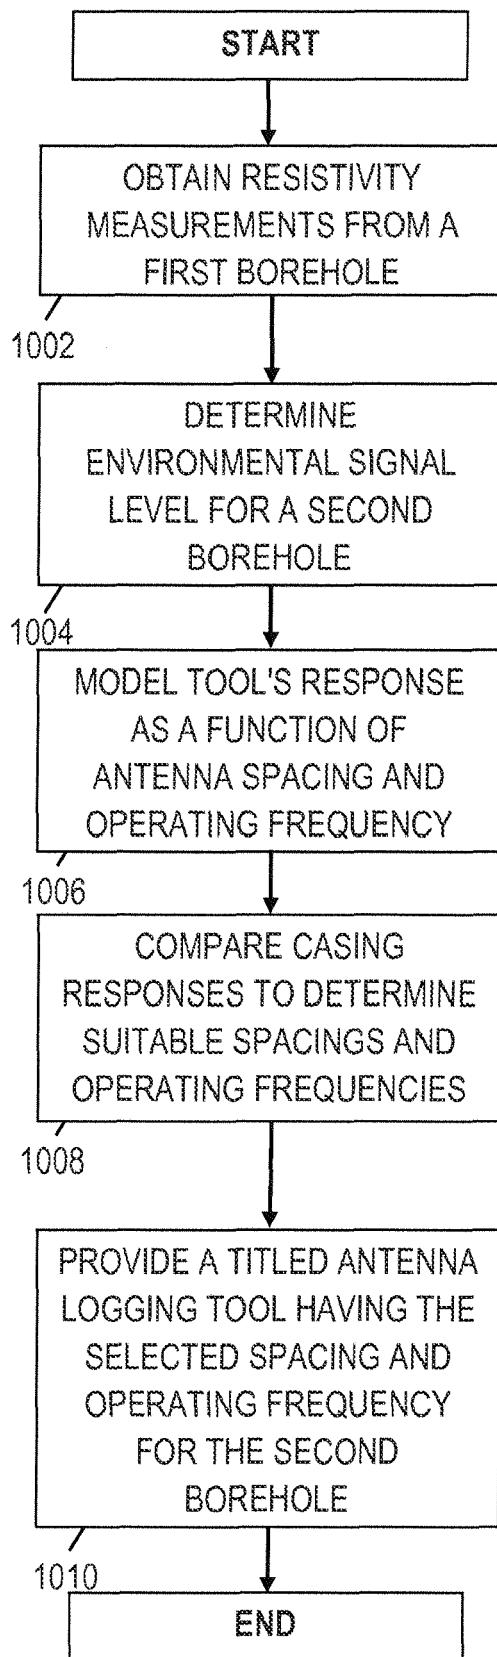 START
OBTAIN RESISTIVITY
MEASUREMENTS FROM A
FIRST BOREHOLE
1002
DETERMINE
ENVIRONMENTAL SIGNAL
LEVEL FOR A SECOND
BOREHOLE
1004
MODEL TOOL'S RESPONSE
AS A FUNCTION OF
ANTENNA SPACING AND
OPERATING FREQUENCY
1006
COMPARE CASING
RESPONSES TO DETERMINE
SUITABLE SPACINGS AND
OPERATING FREQUENCIES
1008
PROVIDE A TITLED ANTENNA
LOGGING TOOL HAVING THE
SELECTED SPACING AND
OPERATING FREQUENCY
FOR THE SECOND
BOREHOLE
1010
END